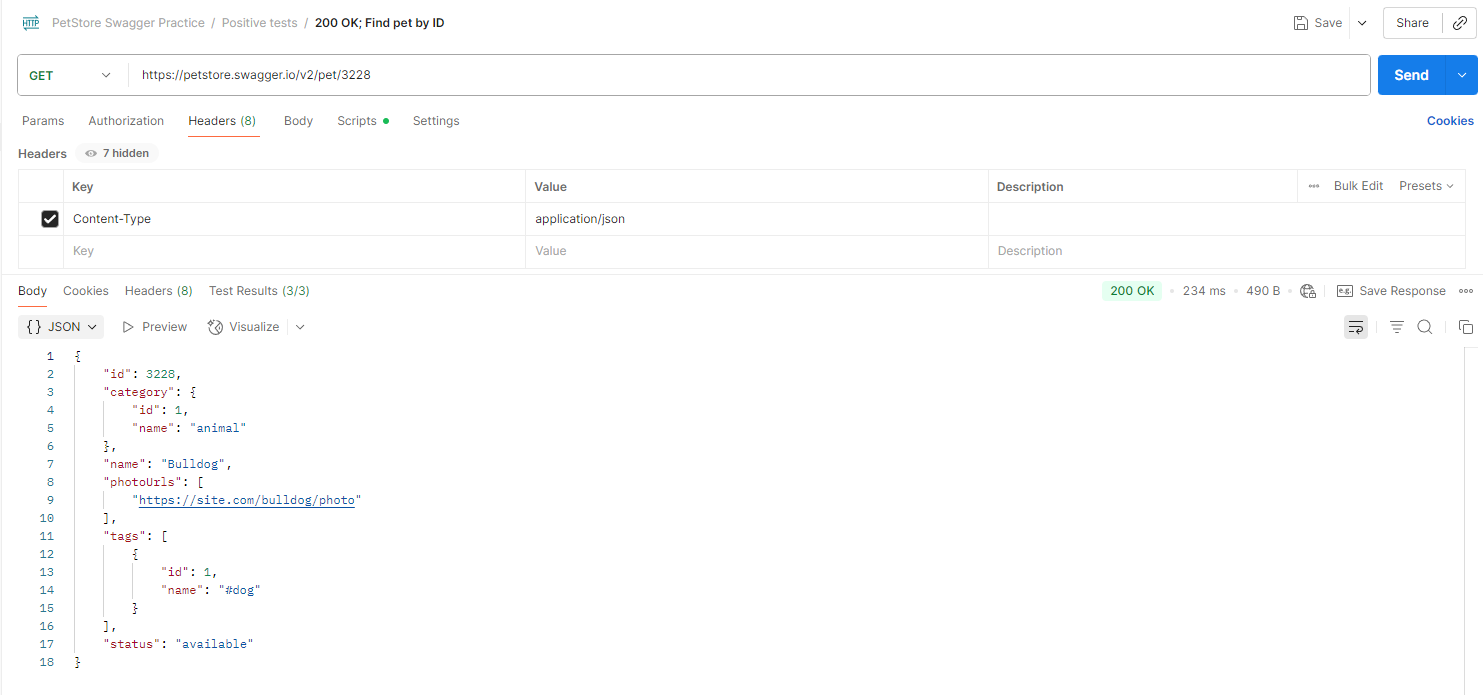 HTTP PetStore Swagger Practice / Positive tests / 200 OK; Find pet by ID Save Share
GET https://petstore.swagger.io/v2/pet/3228 Send
Params Authorization Headers (8) Body Scripts Settings Cookies
Headers 7 hidden
Key Value Description Bulk Edit Presets
Content-Type application/json
Key Value Description
Body Cookies Headers (8) Test Results (3/3) 200 OK 234 ms 490 B e.g. Save Response
{} JSON Preview Visualize
1 {
2 "id": 3228,
3 "category": {
4 "id": 1,
5 "name": "animal"
6 },
7 "name": "Bulldog",
8 "photoUrls": [
9 "https://site.com/bulldog/photo"
10 ],
11 "tags": [
12 {
13 "id": 1,
14 "name": "#dog"
15 }
16 ],
17 "status": "available"
18 }